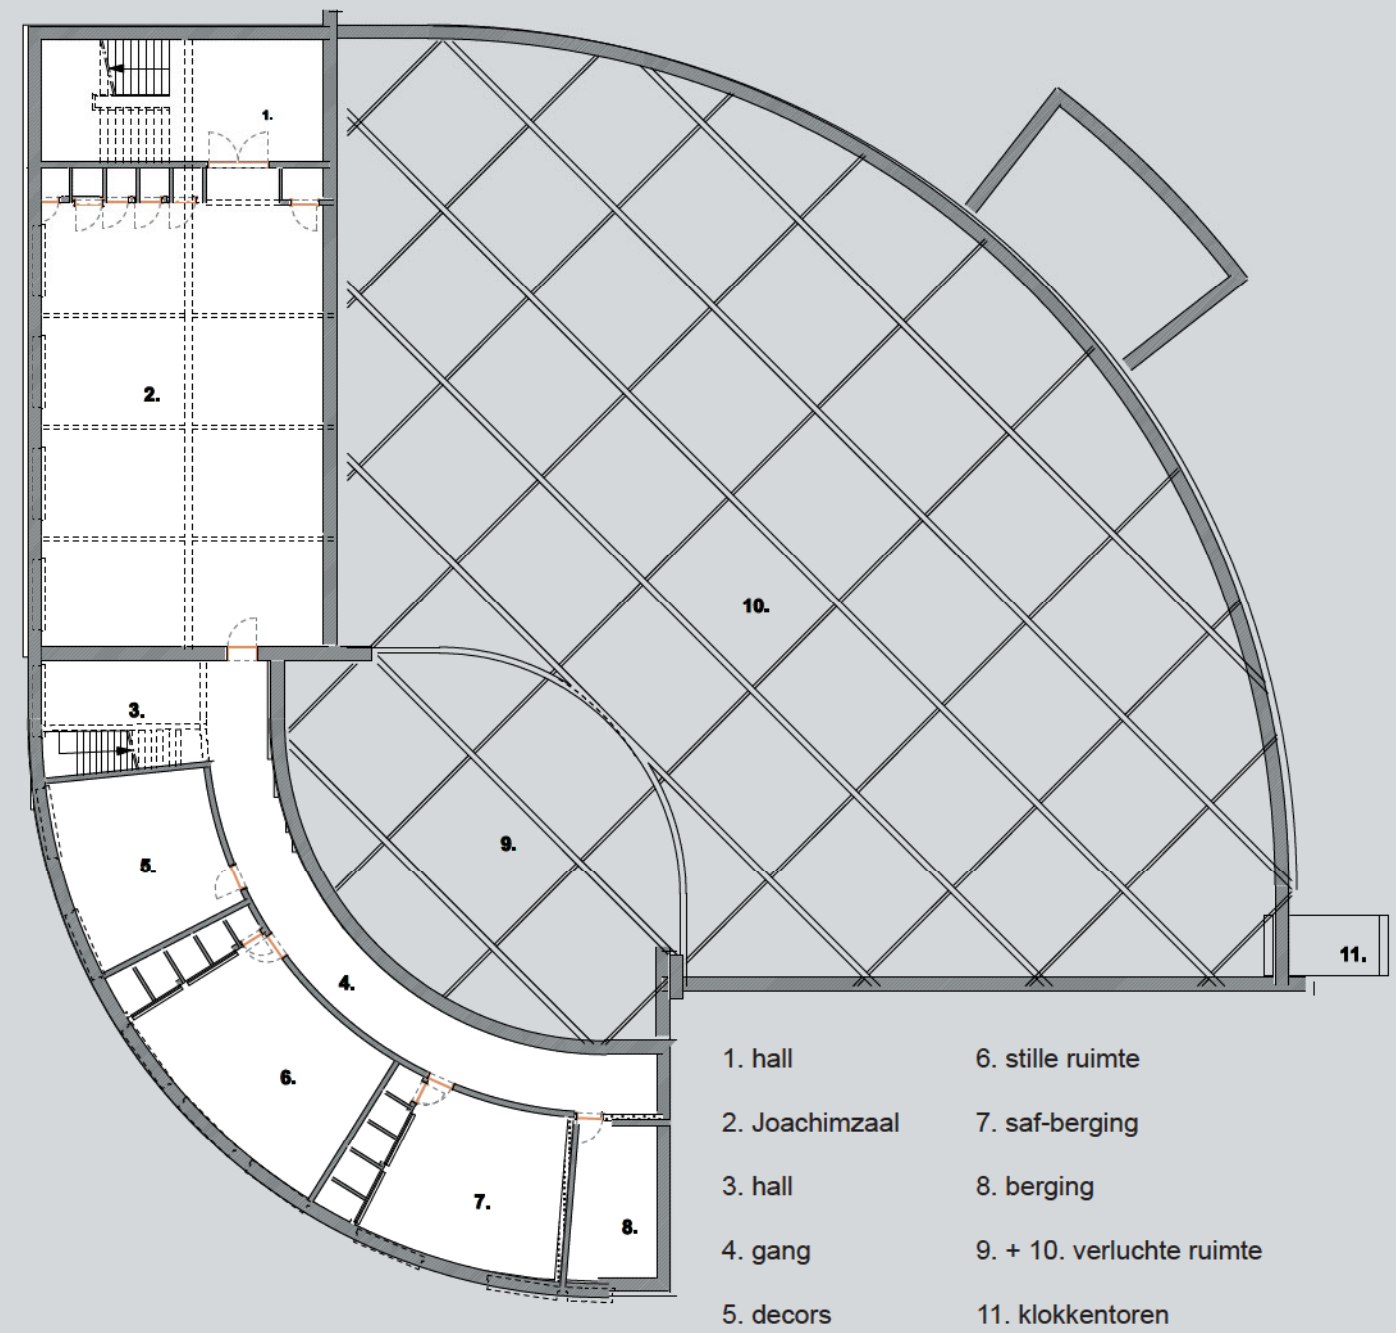 1.
2.
10.
3.
9.
5.
11.
4.
6.
7.
8.
1. hall
2. Joachimzaal
3. hall
4. gang
5. decors
6. stille ruimte
7. saf-berging
8. berging
9. + 10. verluchte ruimte
11. klokkentoren